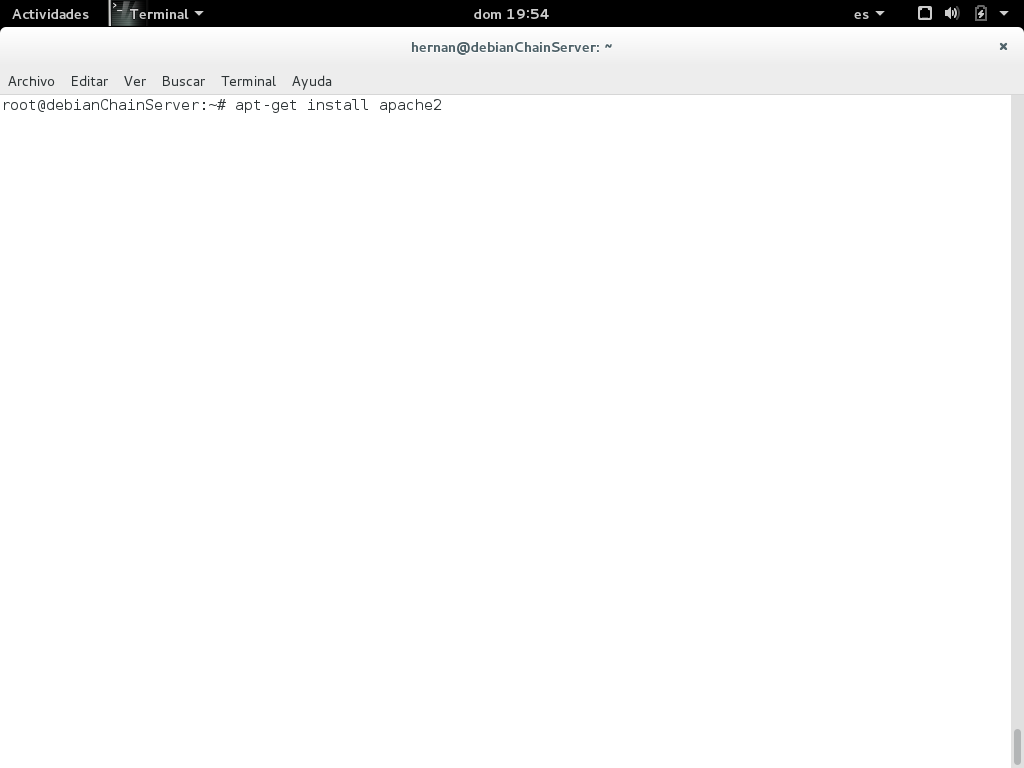 Actividades Terminal dom 19:54 es
hernan@debianChainServer: ~
Archivo Editar Ver Buscar Terminal Ayuda
root@debianChainServer:~# apt-get install apache2